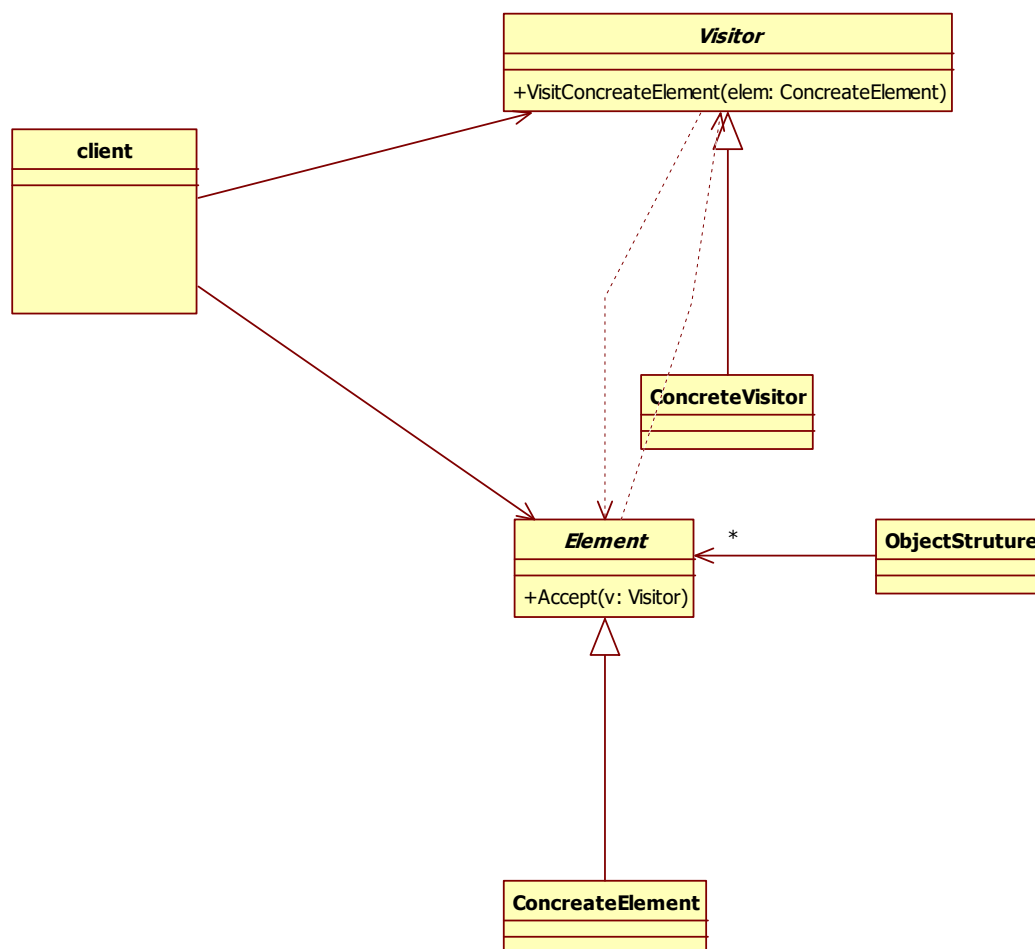 Visitor
+VisitConcreateElement(elem: ConcreateElement)
client
ConcreteVisitor
Element
+Accept(v: Visitor)
*
ObjectStruture
ConcreateElement